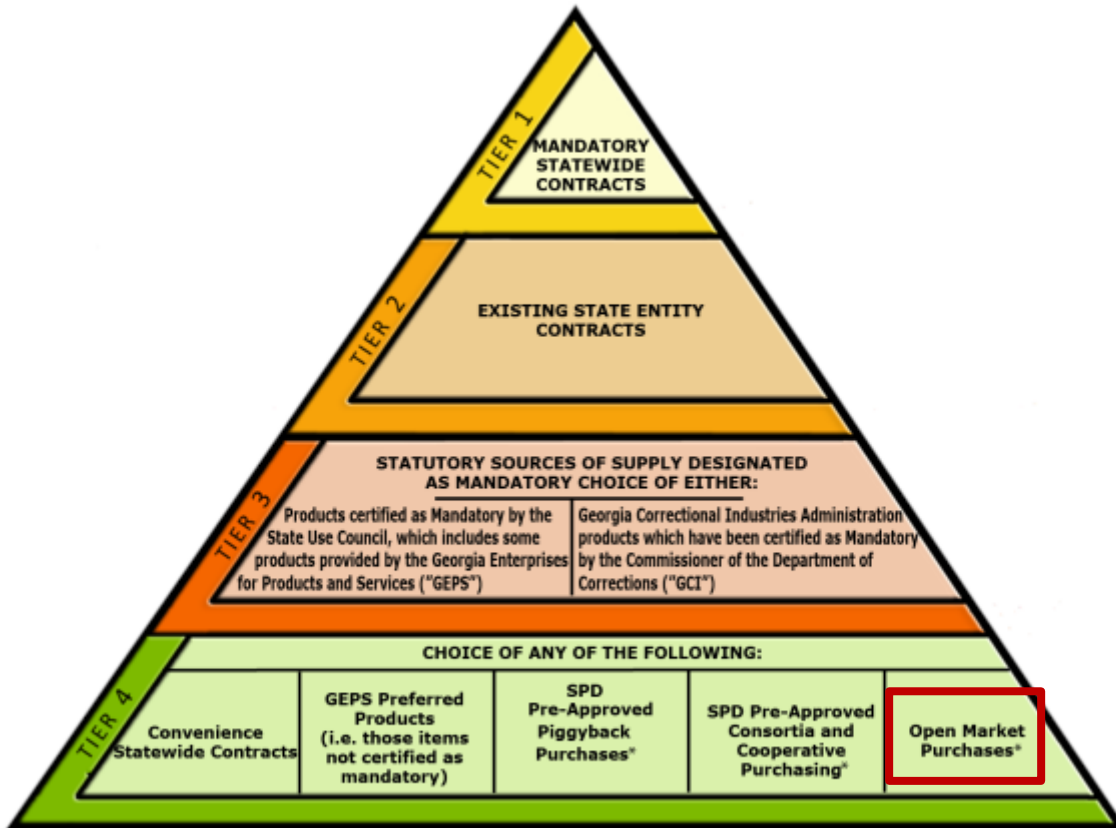 TIER 1
MANDATORY
STATEWIDE
CONTRACTS
TIER 2
EXISTING STATE ENTITY
CONTRACTS
TIER 3
STATUTORY SOURCES OF SUPPLY DESIGNATED
AS MANDATORY CHOICE OF EITHER:
Products certified as Mandatory by the
State Use Council, which includes some
products provided by the Georgia Enterprises
for Products and Services ("GEPS")
Georgia Correctional Industries Administration
products which have been certified as Mandatory
by the Commissioner of the Department of
Corrections ("GCI")
TIER 4
CHOICE OF ANY OF THE FOLLOWING:
Convenience
Statewide Contracts
GEPS Preferred
Products
(i.e. those items
not certified as
mandatory)
SPD
Pre-Approved
Piggyback
Purchases*
SPD Pre-Approved
Consortia and
Cooperative
Purchasing*
Open Market
Purchases*